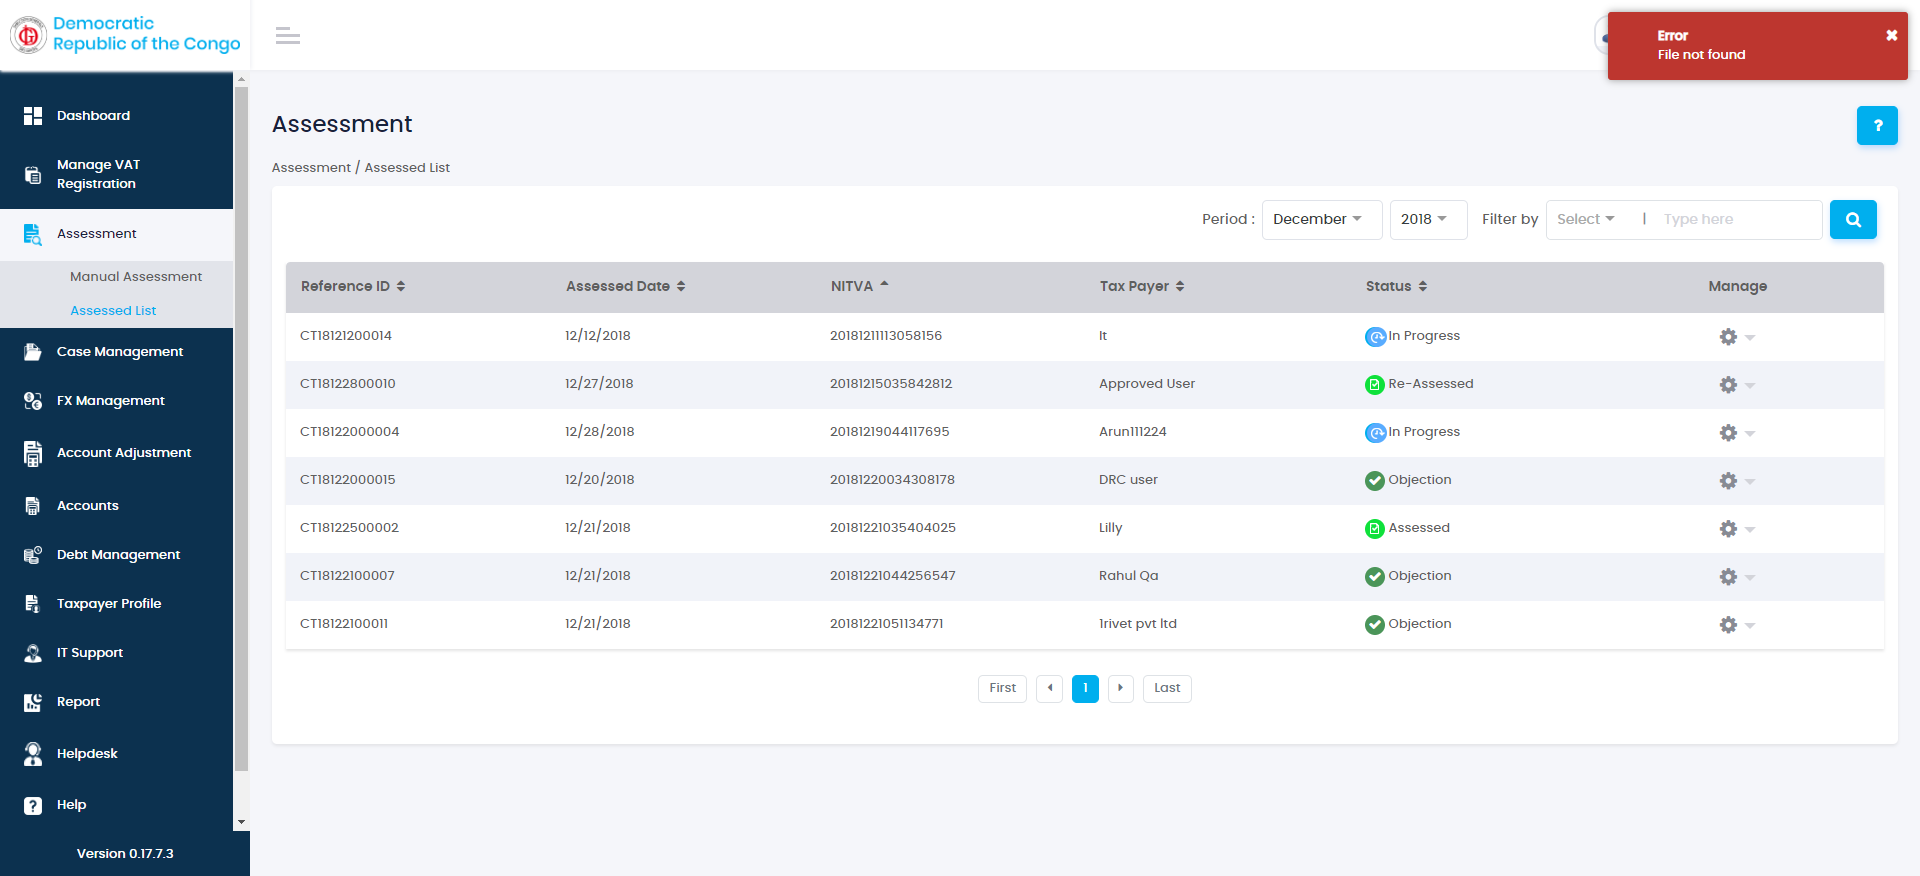 Democratic
Republic of the Congo
Error
File not found
Dashboard
Manage VAT
Registration
Assessment
Manual Assessment
Assessed List
Case Management
FX Management
Account Adjustment
Accounts
Debt Management
Taxpayer Profile
IT Support
Report
Helpdesk
Help
Version 0.17.7.3
Assessment
?
Assessment / Assessed List
Period : December 2018 Filter by Select | Type here
Reference ID Assessed Date NITVA Tax Payer Status Manage
CT18121200014 12/12/2018 20181211113058156 It In Progress
CT18122800010 12/27/2018 20181215035842812 Approved User Re-Assessed
CT18122000004 12/28/2018 20181219044117695 Arun111224 In Progress
CT18122000015 12/20/2018 20181220034308178 DRC user Objection
CT18122500002 12/21/2018 20181221035404025 Lilly Assessed
CT18122100007 12/21/2018 20181221044256547 Rahul Qa Objection
CT18122100011 12/21/2018 20181221051134771 1rivet pvt ltd Objection
First 1 Last